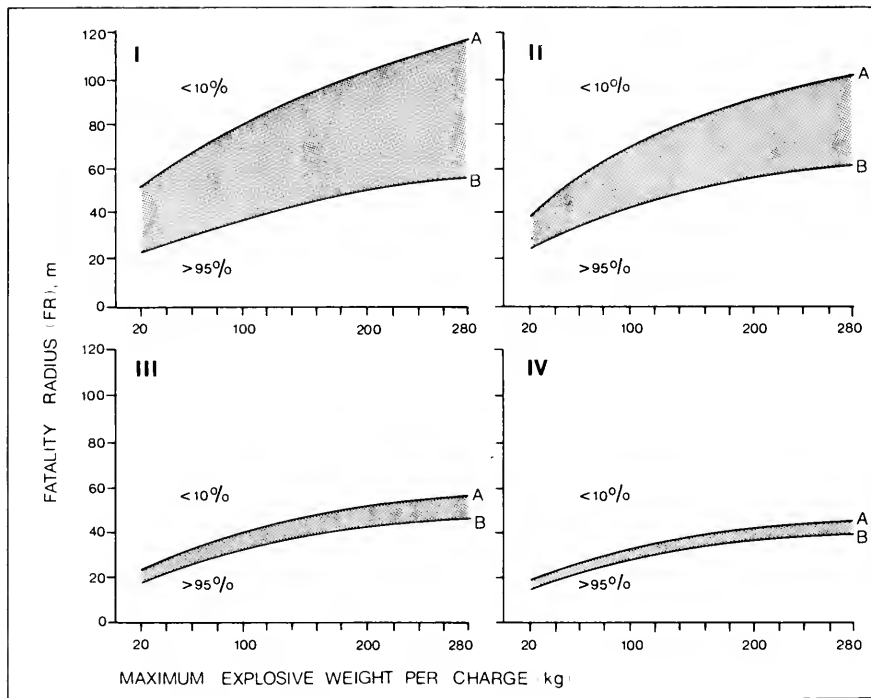 FATALITY RADIUS (FR), m
120
100
80
60
40
20
0
I
<10%
A
B
>95%
20
100
200
280
II
<10%
A
B
>95%
20
100
200
280
120
100
80
60
40
20
0
III
<10%
A
B
>95%
20
100
200
280
IV
<10%
A
B
>95%
20
100
200
280
MAXIMUM EXPLOSIVE WEIGHT PER CHARGE (kg)